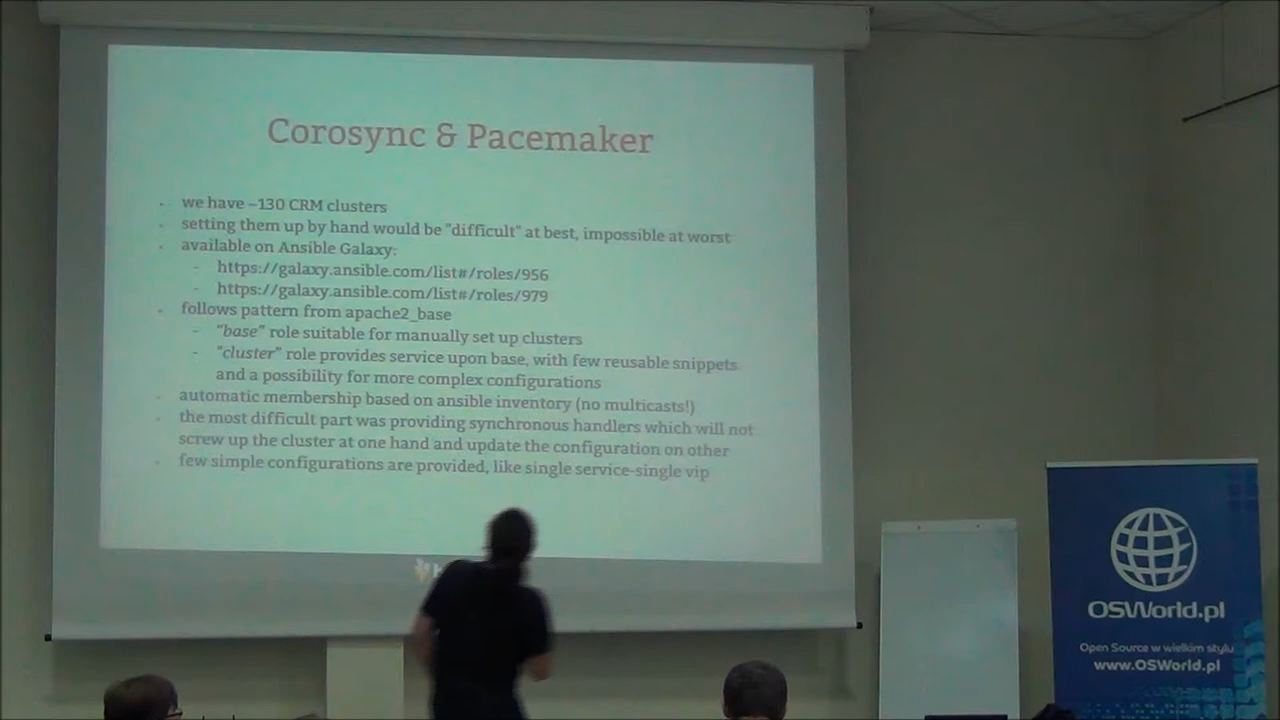 Corosync & Pacemaker
we have ~130 CRM clusters
setting them up by hand would be "difficult" at best, impossible at worst
available on Ansible Galaxy:
https://galaxy.ansible.com/list#/roles/956
https://galaxy.ansible.com/list#/roles/979
follows pattern from apache2_base
"base" role suitable for manually set up clusters
"cluster" role provides service upon base, with few reusable snippets
and a possibility for more complex configurations
automatic membership based on ansible inventory (no multicasts!)
the most difficult part was providing synchronous handlers which will not
screw up the cluster at one hand and update the configuration on other
few simple configurations are provided, like single service-single vip
OSWorld.pl
Open Source w wielkim stylu
www.OSWorld.pl